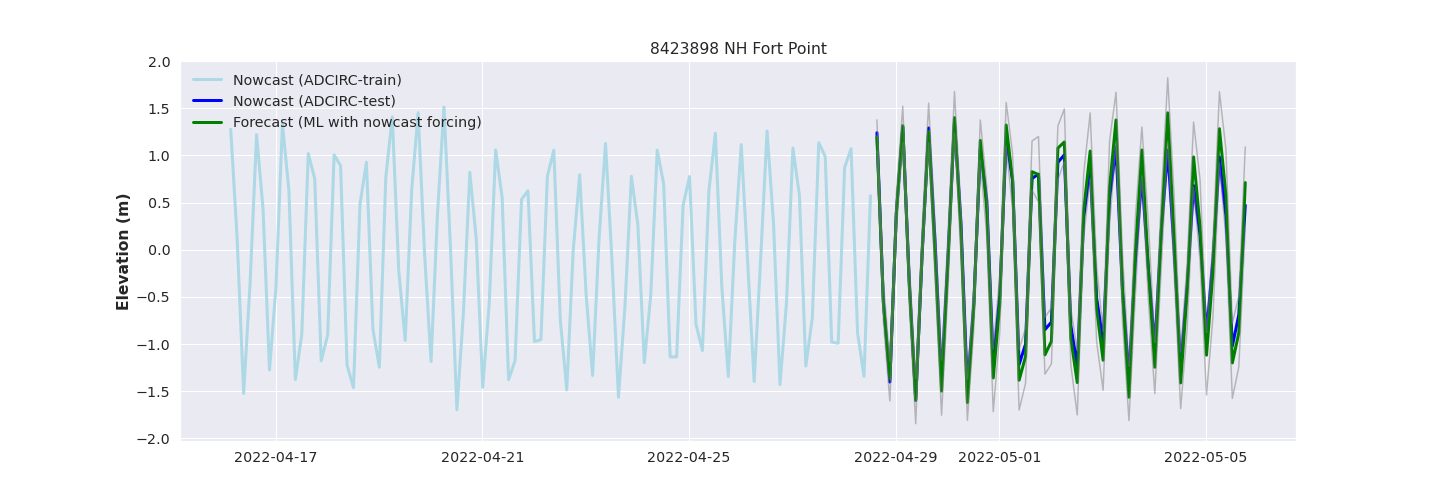 8423898 NH Fort Point
Nowcast (ADCIRC-train)
Nowcast (ADCIRC-test)
Forecast (ML with nowcast forcing)
Elevation (m)
2.0
1.5
1.0
0.5
0.0
−0.5
−1.0
−1.5
−2.0
2022-04-17 2022-04-21 2022-04-25 2022-04-29 2022-05-01 2022-05-05